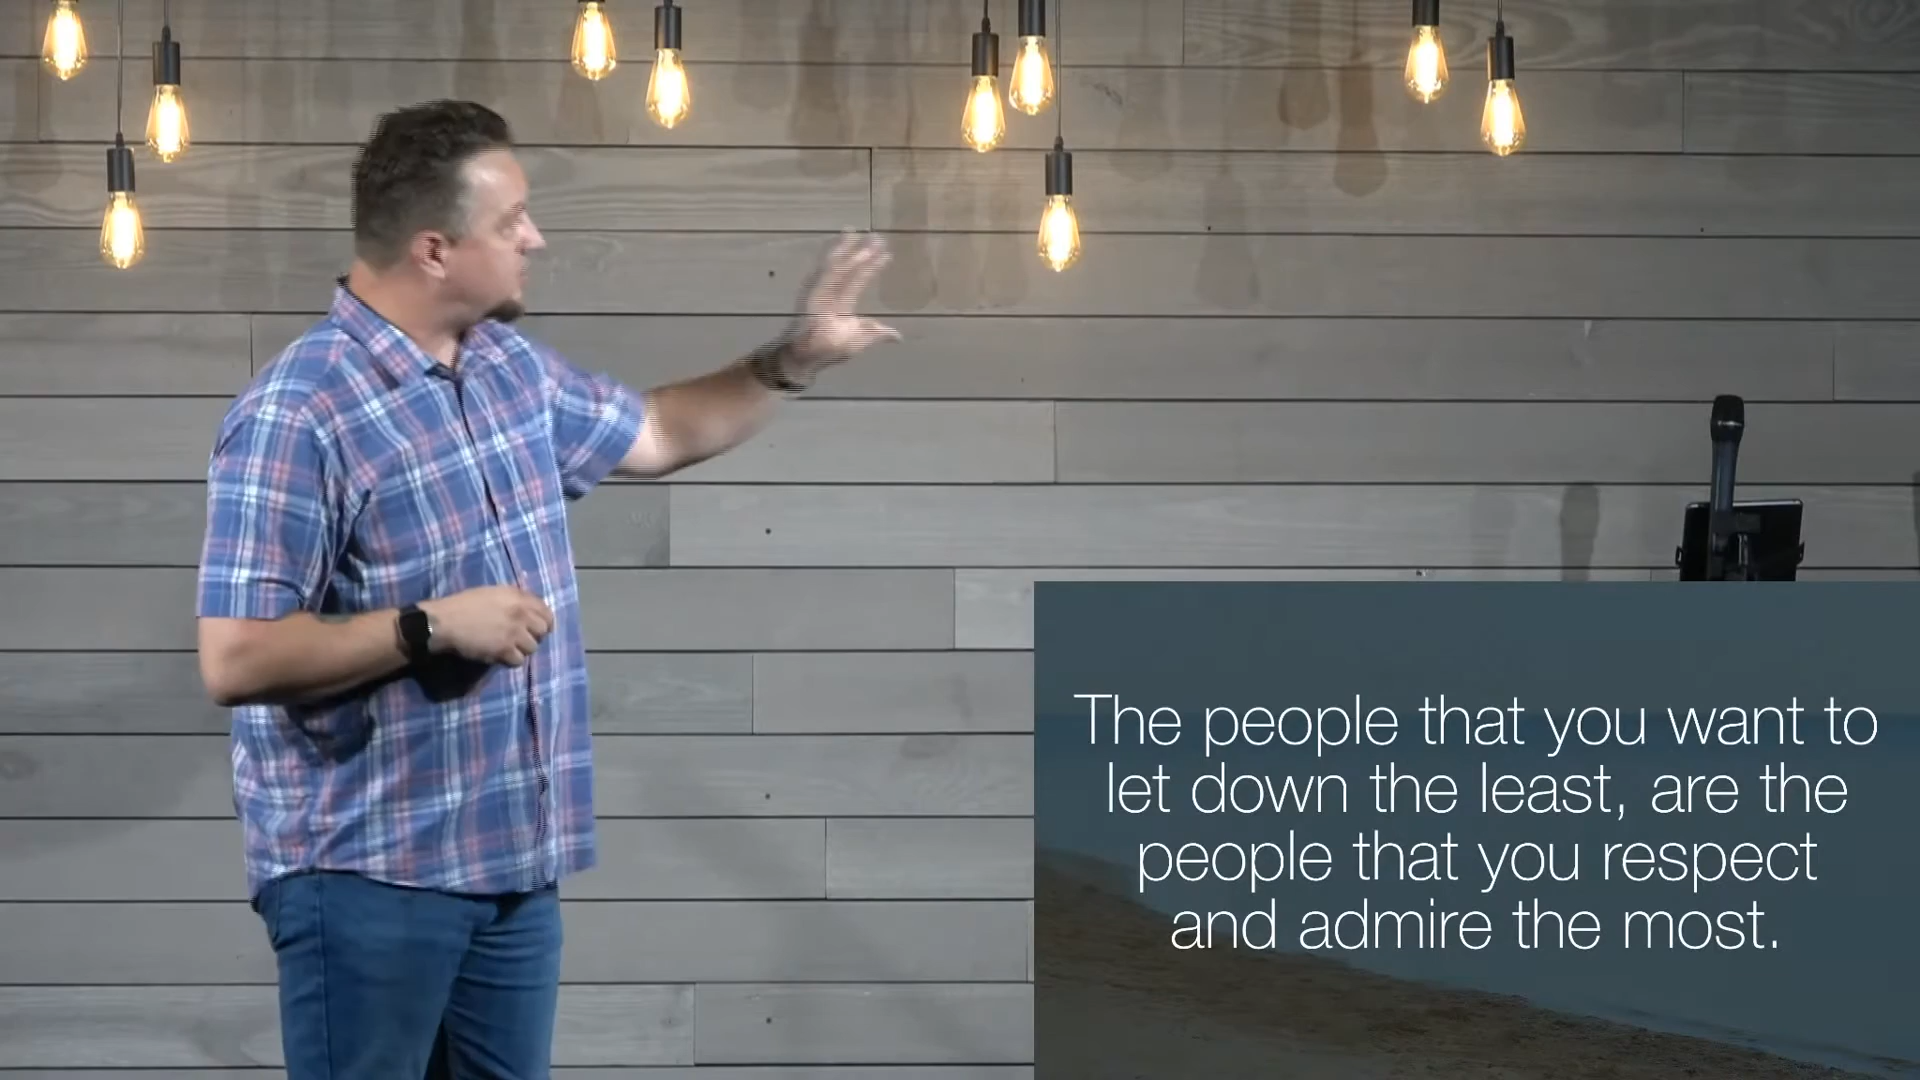 The people that you want to
let down the least, are the
people that you respect
and admire the most.